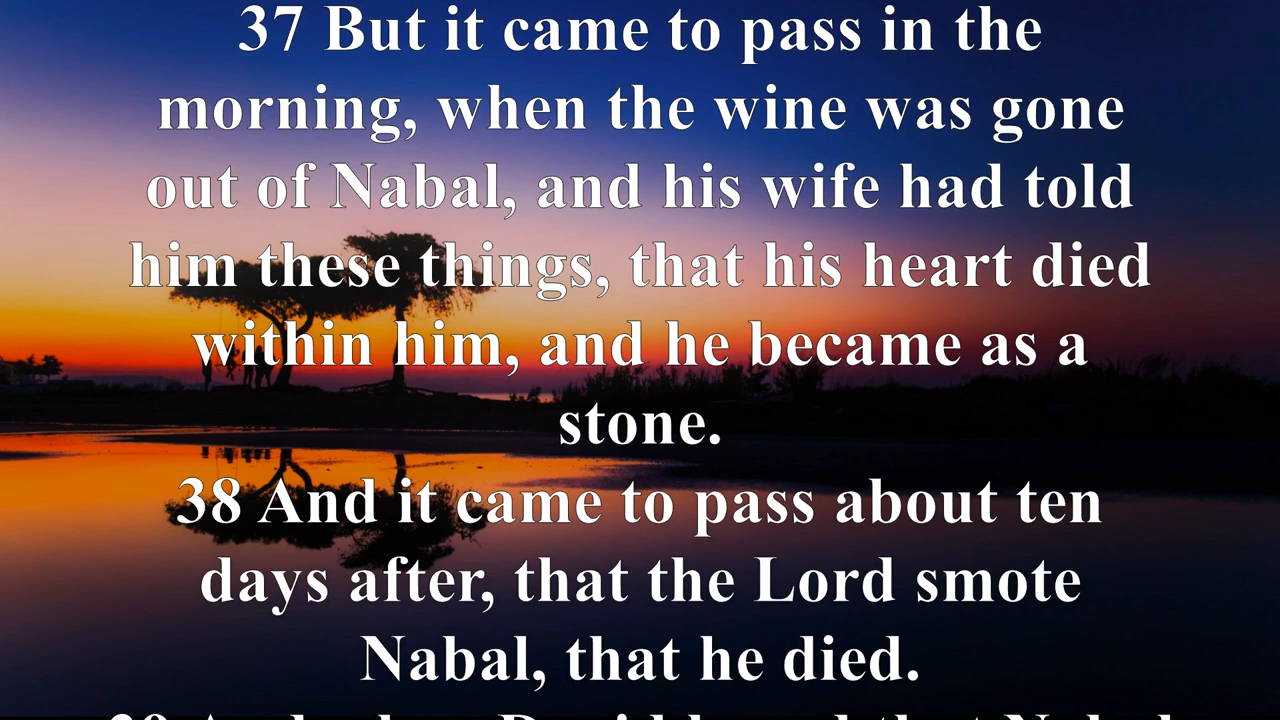 37 But it came to pass in the
morning, when the wine was gone
out of Nabal, and his wife had told
him these things, that his heart died
within him, and he became as a
stone.
38 And it came to pass about ten
days after, that the Lord smote
Nabal, that he died.